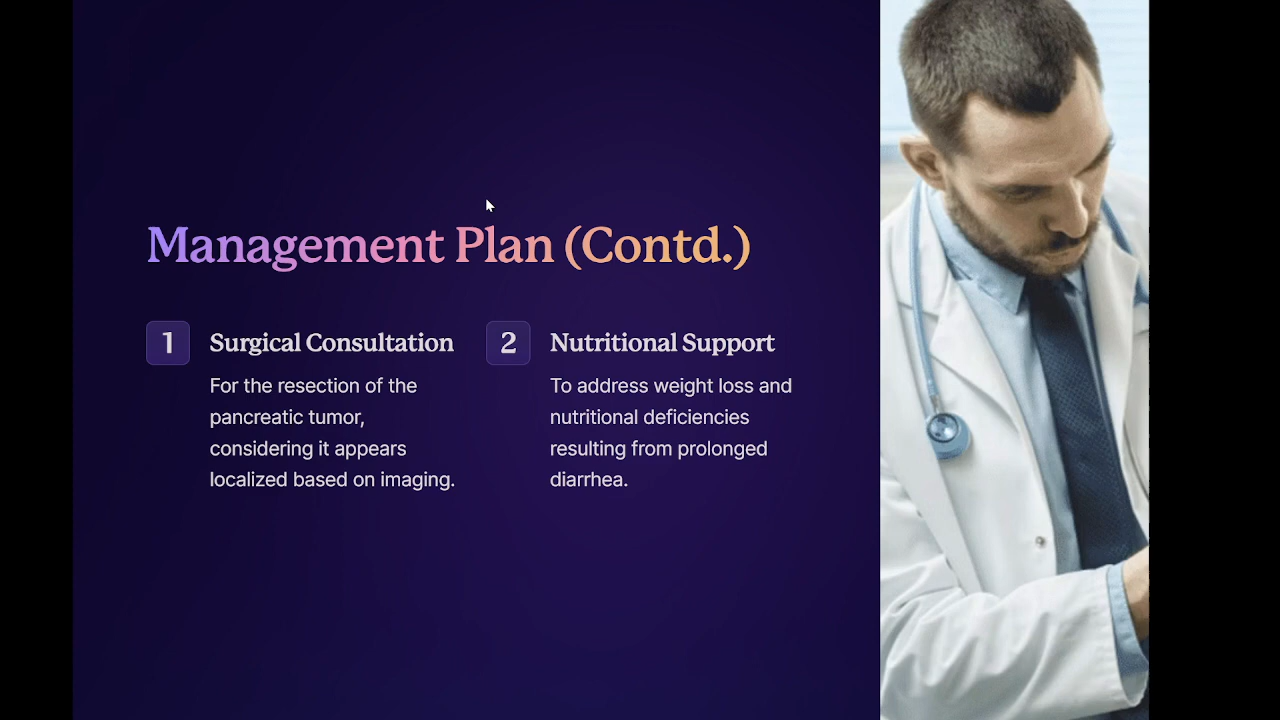 Management Plan (Contd.)
1
Surgical Consultation
For the resection of the
pancreatic tumor,
considering it appears
localized based on imaging.
2
Nutritional Support
To address weight loss and
nutritional deficiencies
resulting from prolonged
diarrhea.